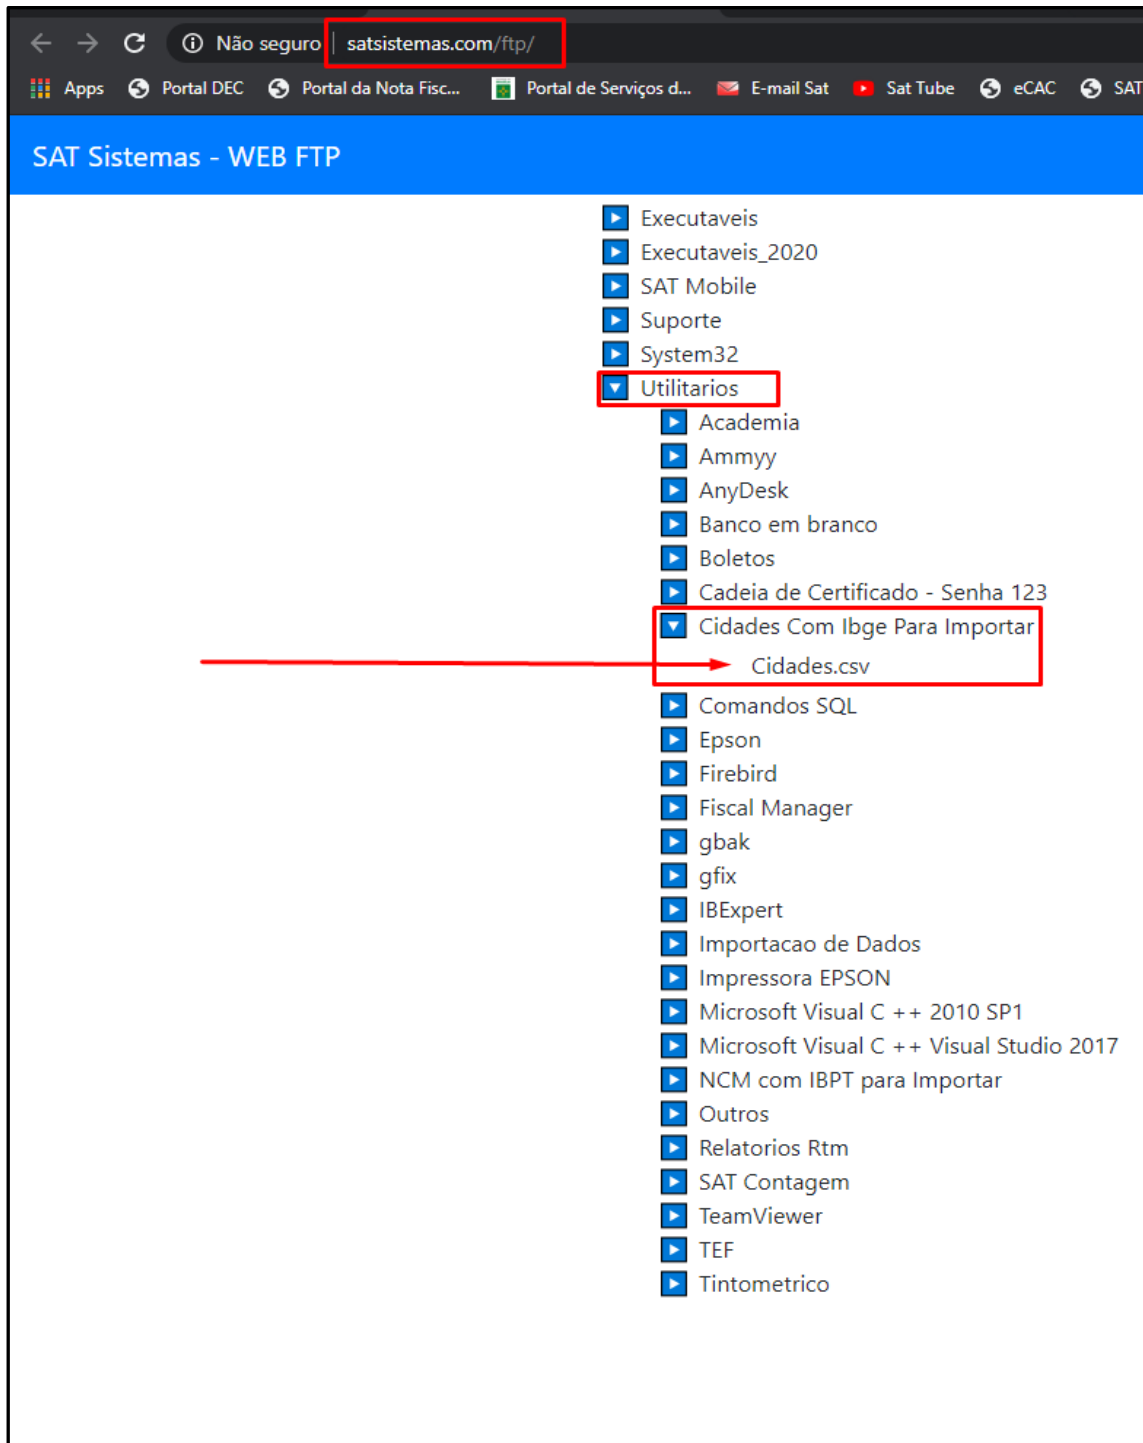 Não seguro | satsistemas.com/ftp/
Apps Portal DEC Portal da Nota Fisc... Portal de Serviços d... E-mail Sat Sat Tube eCAC SAT
SAT Sistemas - WEB FTP
Executaveis
Executaveis_2020
SAT Mobile
Suporte
System32
Utilitarios
Academia
Ammyy
AnyDesk
Banco em branco
Boletos
Cadeia de Certificado - Senha 123
Cidades Com Ibge Para Importar
Cidades.csv
Comandos SQL
Epson
Firebird
Fiscal Manager
gbak
gfix
IBExpert
Importacao de Dados
Impressora EPSON
Microsoft Visual C ++ 2010 SP1
Microsoft Visual C ++ Visual Studio 2017
NCM com IBPT para Importar
Outros
Relatorios Rtm
SAT Contagem
TeamViewer
TEF
Tintometrico